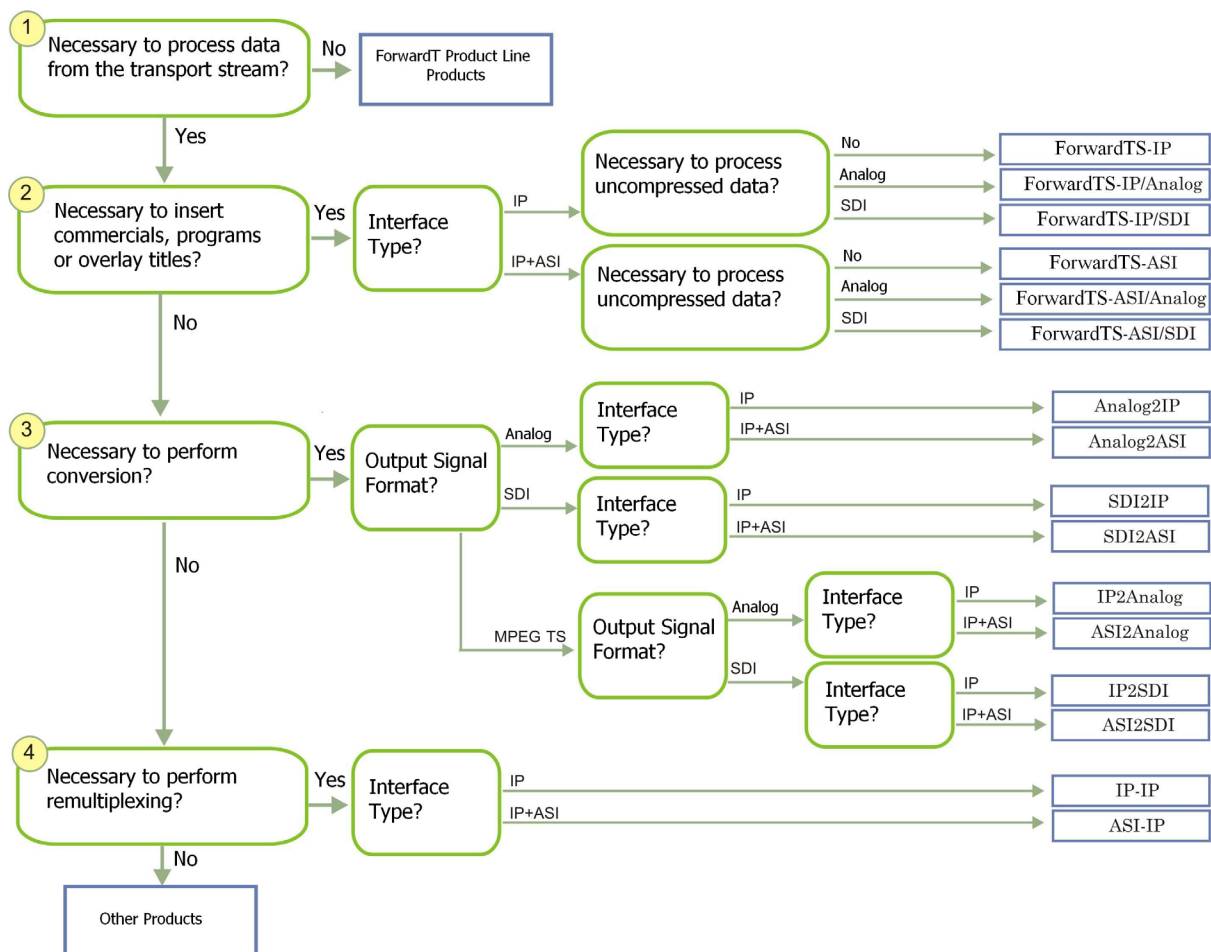 1
Necessary to process data
from the transport stream?
No
ForwardT Product Line
Products
Yes
2
Necessary to insert
commercials, programs
or overlay titles?
Yes
Interface
Type?
IP
Necessary to process
uncompressed data?
No
ForwardTS-IP
Analog
ForwardTS-IP/Analog
SDI
ForwardTS-IP/SDI
IP+ASI
Necessary to process
uncompressed data?
No
ForwardTS-ASI
Analog
ForwardTS-ASI/Analog
SDI
ForwardTS-ASI/SDI
No
3
Necessary to perform
conversion?
Yes
Output Signal
Format?
Analog
Interface
Type?
IP
Analog2IP
IP+ASI
Analog2ASI
SDI
Interface
Type?
IP
SDI2IP
IP+ASI
SDI2ASI
MPEG TS
Output Signal
Format?
Analog
Interface
Type?
IP
IP2Analog
IP+ASI
ASI2Analog
SDI
Interface
Type?
IP
IP2SDI
IP+ASI
ASI2SDI
No
4
Necessary to perform
remultiplexing?
Yes
Interface
Type?
IP
IP-IP
IP+ASI
ASI-IP
No
Other Products